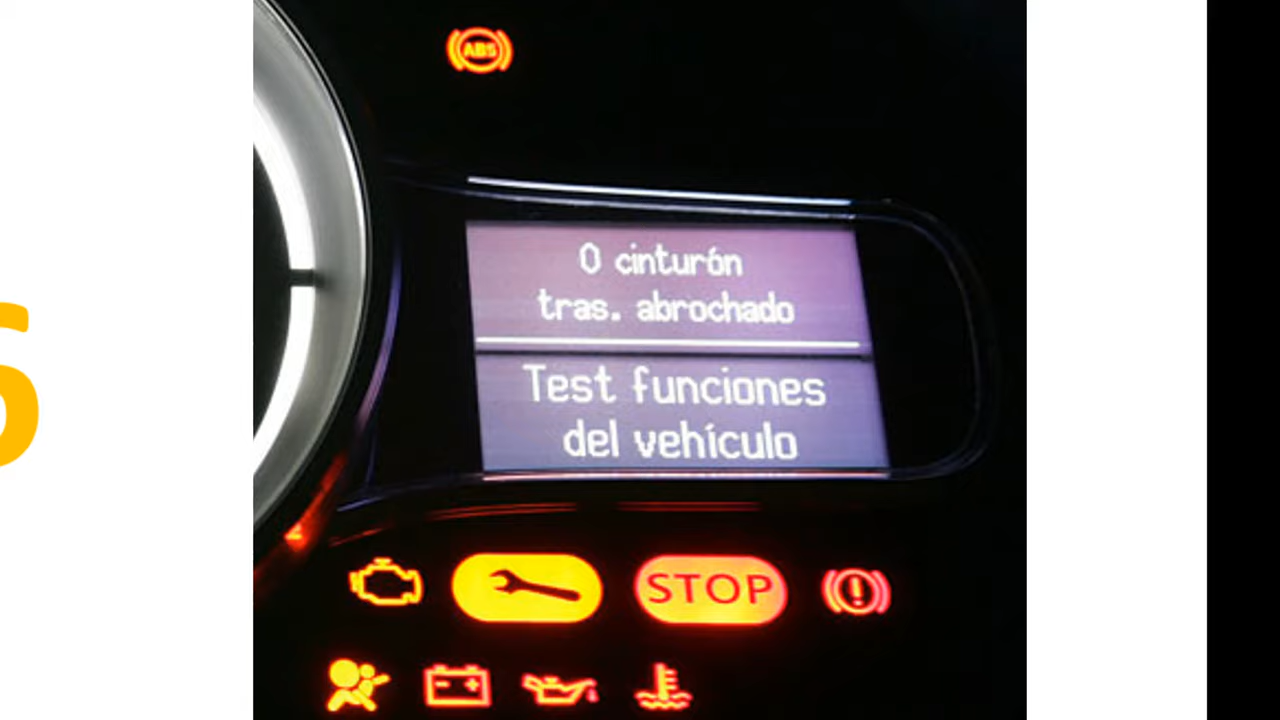 ABS
0 cinturón
tras. abrochado
Test funciones
del vehículo
STOP